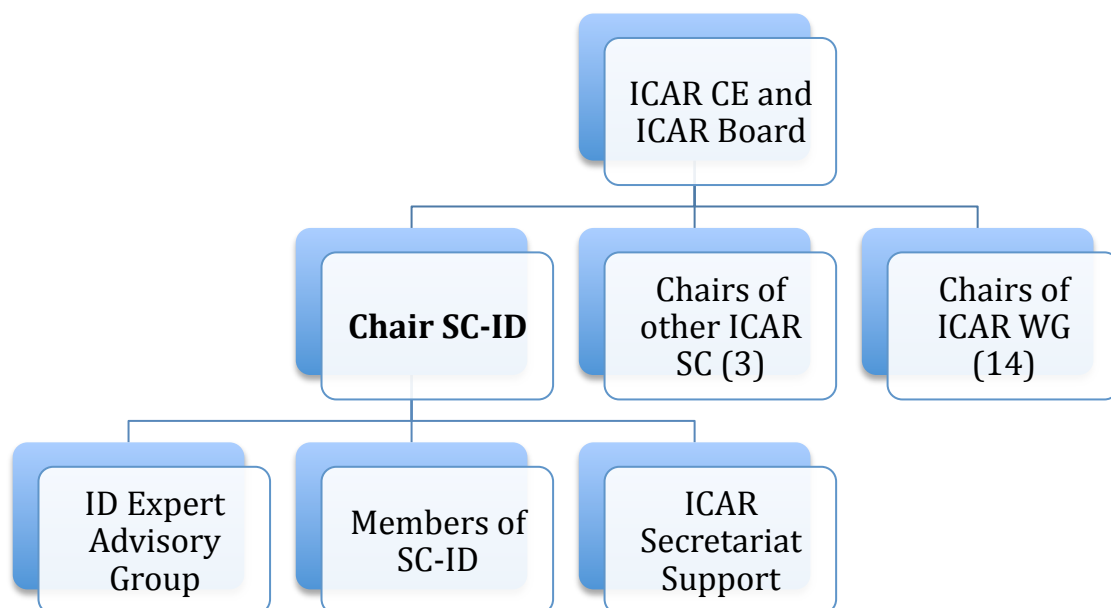 ICAR CE and
ICAR Board
Chair SC-ID
Chairs of
other ICAR
SC (3)
Chairs of
ICAR WG
(14)
ID Expert
Advisory
Group
Members of
SC-ID
ICAR
Secretariat
Support